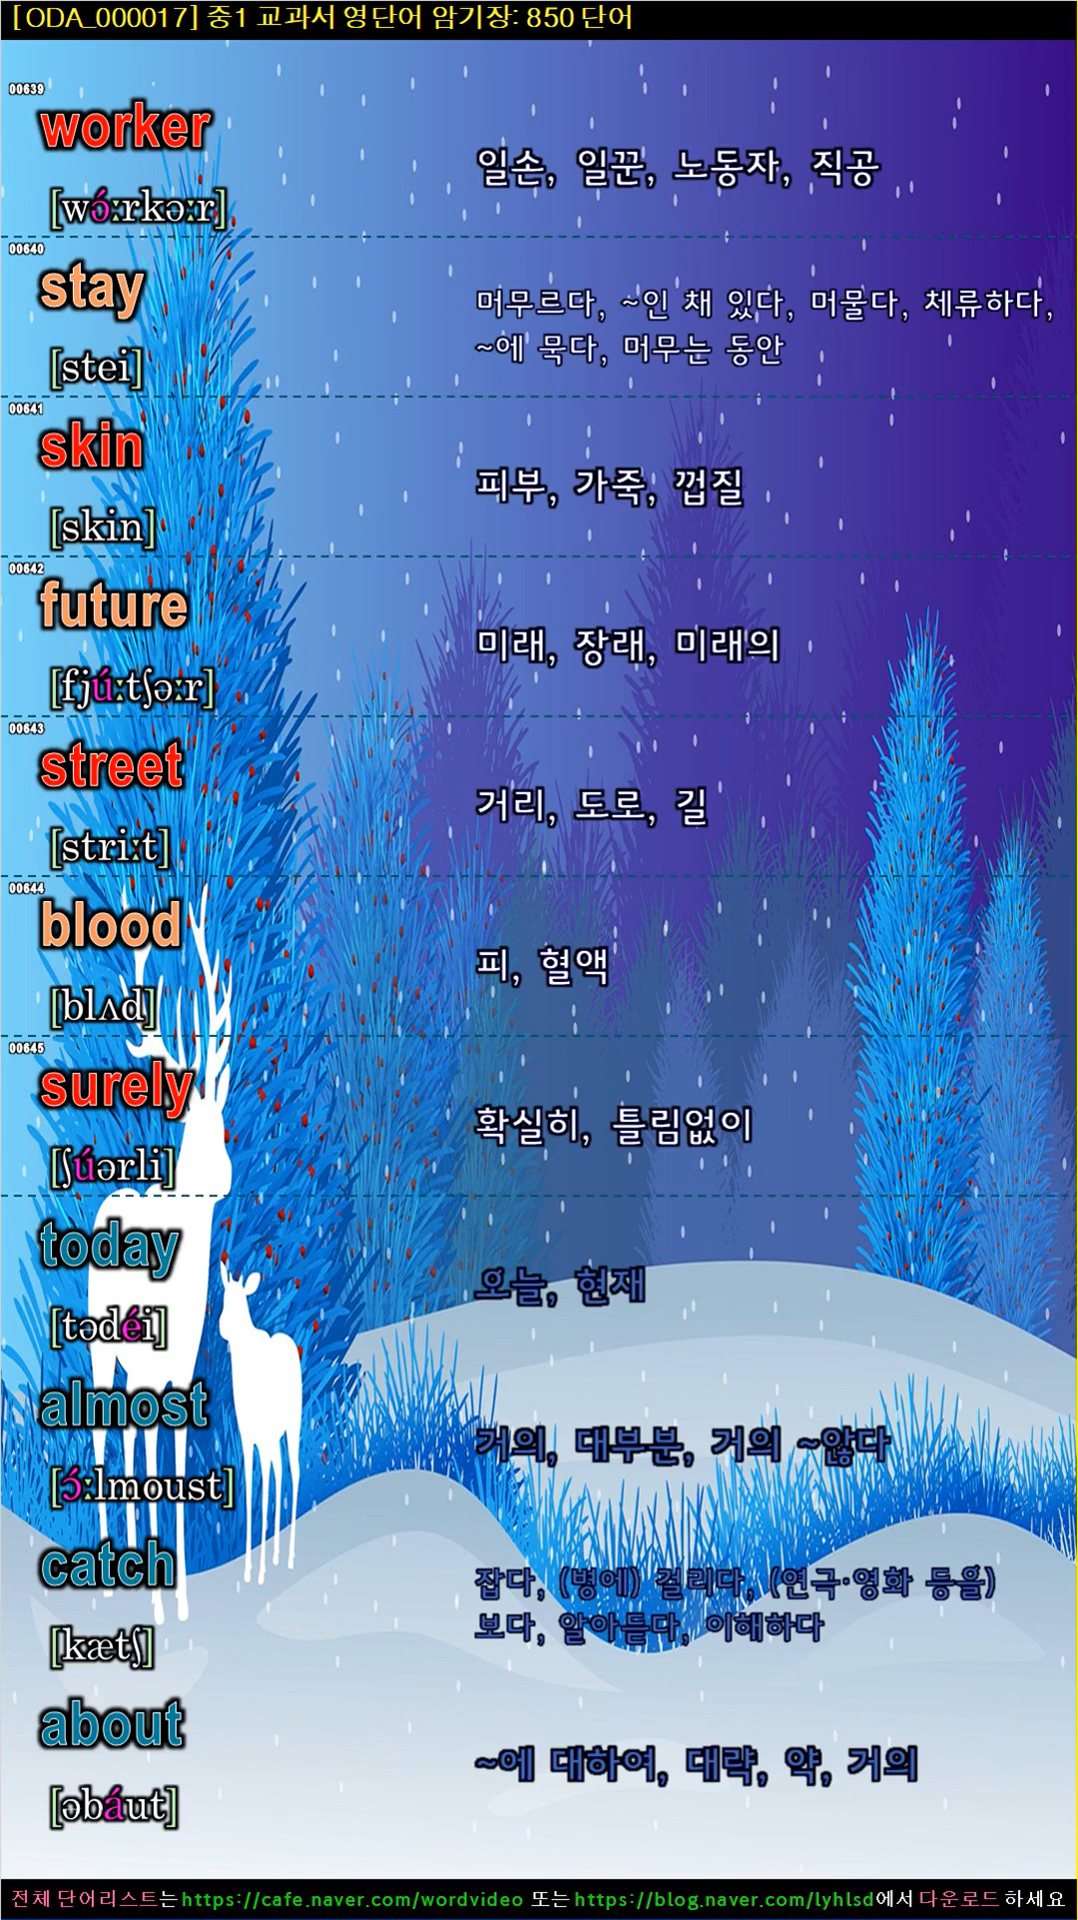 [ODA_000017] 중1 교과서 영단어 암기장: 850 단어
00639
worker
일손, 일꾼, 노동자, 직공
[wə́ːrkəːr]
00640
stay
머무르다, ~인 채 있다, 머물다, 체류하다,
~에 묵다, 머무는 동안
[stei]
00641
skin
피부, 가죽, 껍질
[skin]
00642
future
미래, 장래, 미래의
[fjúːtʃəːr]
00643
street
거리, 도로, 길
[striːt]
00644
blood
피, 혈액
[blʌd]
00645
surely
확실히, 틀림없이
[ʃúərli]
today
오늘, 현재
[tədéi]
almost
거의, 대부분, 거의 ~않다
[ɔ́ːlmoust]
catch
잡다, (병에) 걸리다, (연극·영화 등을)
보다, 알아듣다, 이해하다
[kætʃ]
about
~에 대하여, 대략, 약, 거의
[əbáut]
전체 단어리스트는 https://cafe.naver.com/wordvideo 또는 https://blog.naver.com/lyhlsd에서 다운로드 하세요